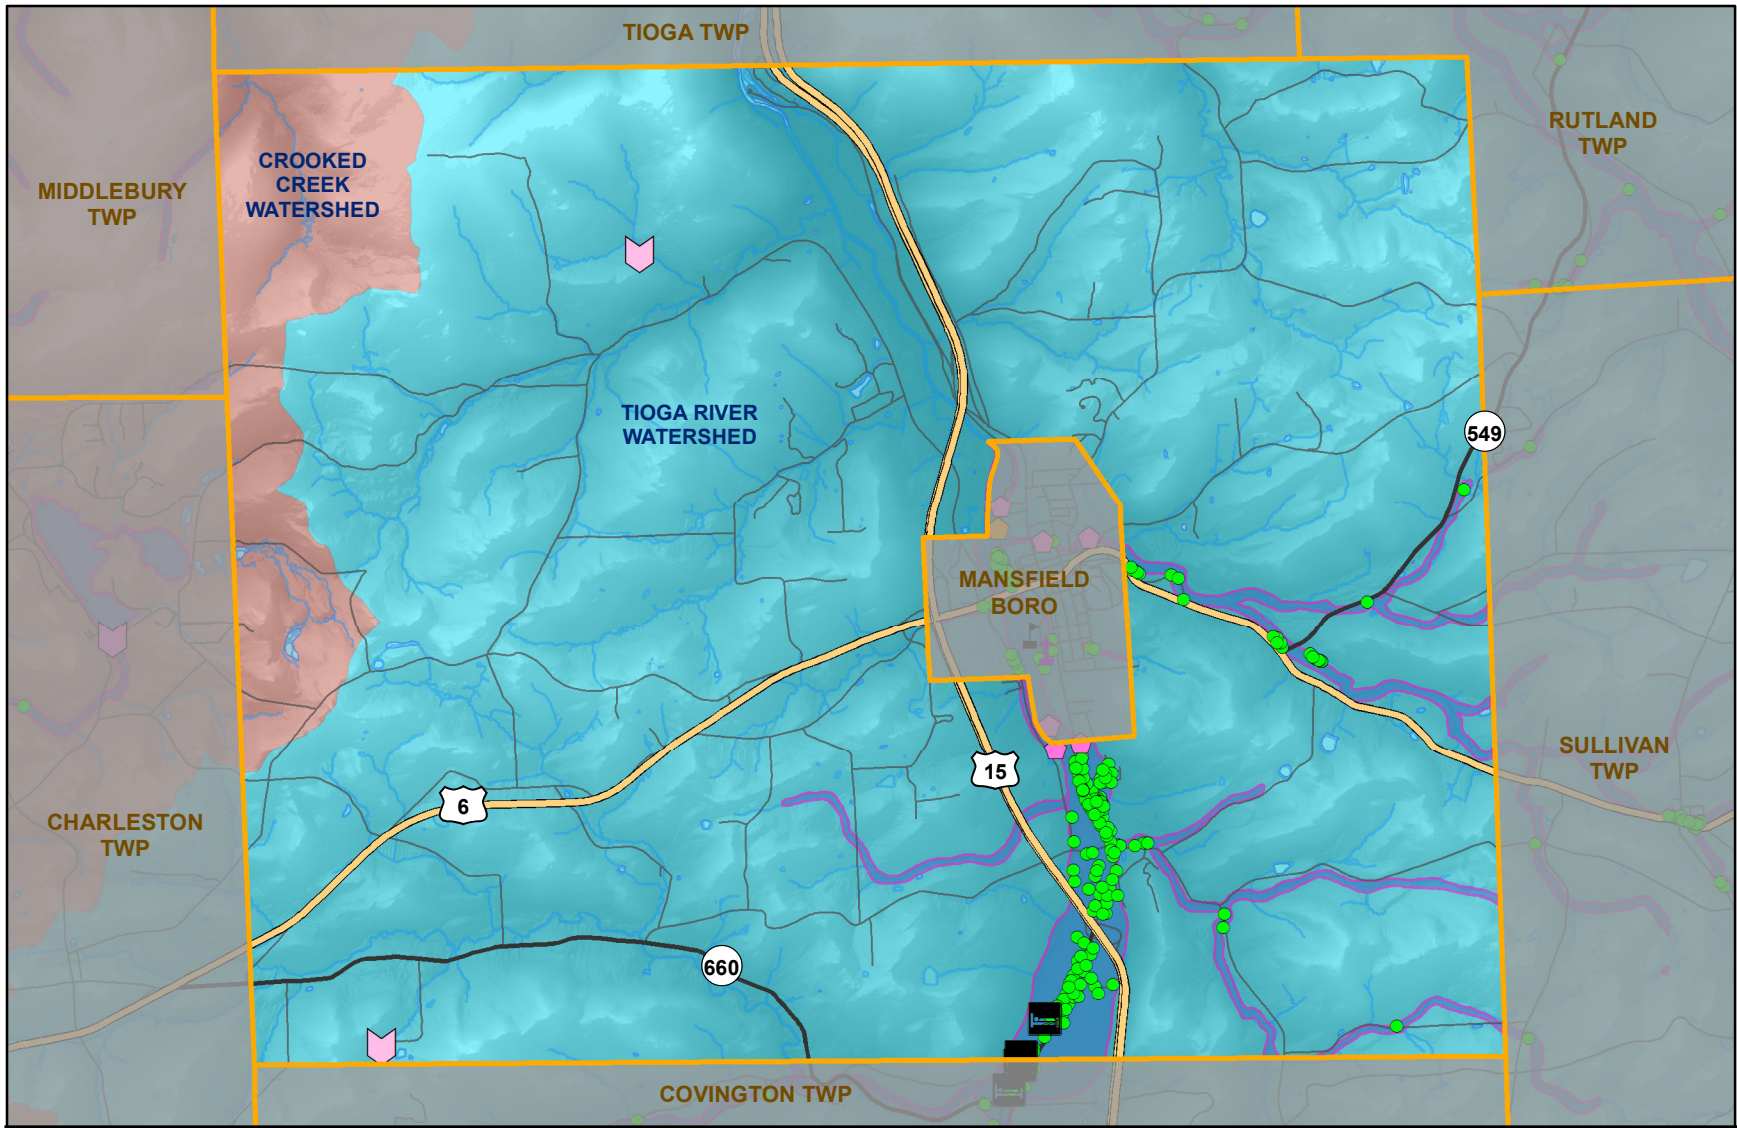 TIOGA TWP
RUTLAND
TWP
CROOKED
CREEK
WATERSHED
MIDDLEBURY
TWP
TIOGA RIVER
WATERSHED
549
MANSFIELD
BORO
SULLIVAN
TWP
15
6
CHARLESTON
TWP
660
COVINGTON TWP